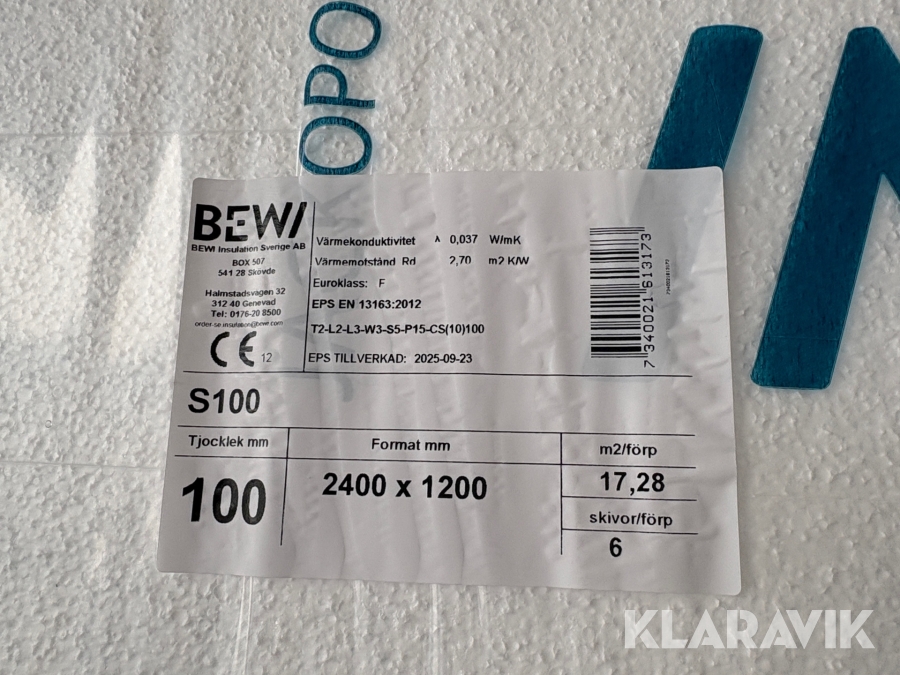 OPO
BEWI
BEWI Insulation Sverige AB
BOX 507
541 28 Skövde
Halmstadsvägen 32
312 40 Genevad
Tel: 0176-20 8500
order-se.insulation@bewi.com
CE 12
Värmekonduktivitet λ 0,037 W/mK
Värmemotstånd Rd 2,70 m2 K/W
Euroklass: F
EPS EN 13163:2012
T2-L2-L3-W3-S5-P15-CS(10)100
EPS TILLVERKAD: 2025-09-23
7 340021 613173
S100
Tjocklek mm
Format mm
m2/förp
100
2400 x 1200
17,28
skivor/förp
6
KLARAVIK